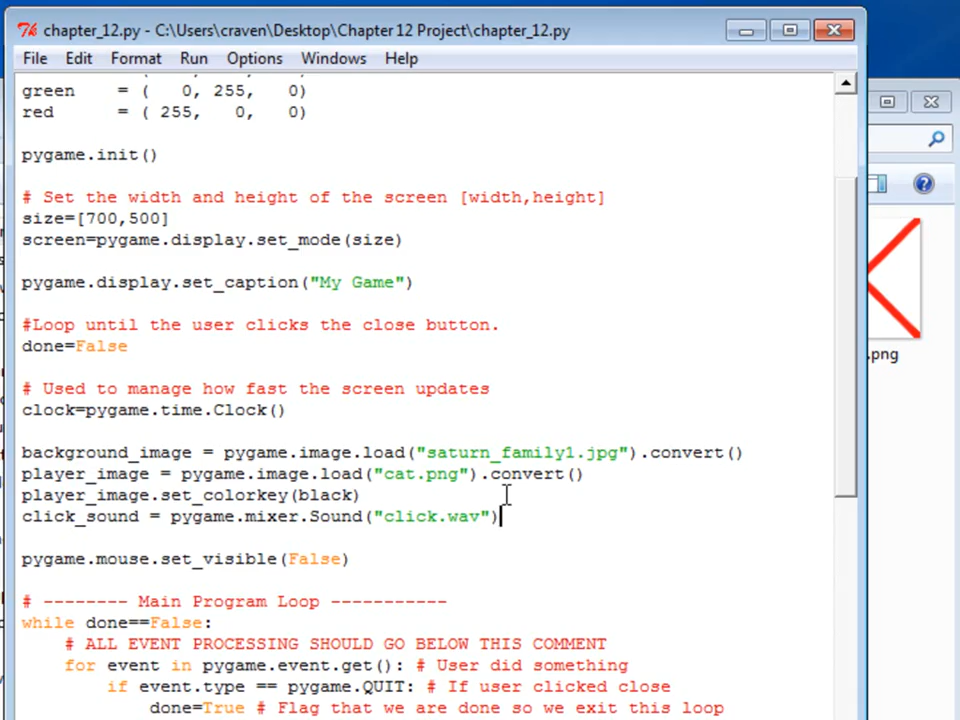 chapter_12.py - C:\Users\craven\Desktop\Chapter 12 Project\chapter_12.py
File Edit Format Run Options Windows Help
green    = (   0, 255,   0)
red      = ( 255,   0,   0)
pygame.init()
# Set the width and height of the screen [width,height]
size=[700,500]
screen=pygame.display.set_mode(size)
pygame.display.set_caption("My Game")
#Loop until the user clicks the close button.
done=False
# Used to manage how fast the screen updates
clock=pygame.time.Clock()
background_image = pygame.image.load("saturn_family1.jpg").convert()
player_image = pygame.image.load("cat.png").convert()
player_image.set_colorkey(black)
click_sound = pygame.mixer.Sound("click.wav")
pygame.mouse.set_visible(False)
# -------- Main Program Loop -----------
while done==False:
    # ALL EVENT PROCESSING SHOULD GO BELOW THIS COMMENT
    for event in pygame.event.get(): # User did something
        if event.type == pygame.QUIT: # If user clicked close
            done=True # Flag that we are done so we exit this loop
.png